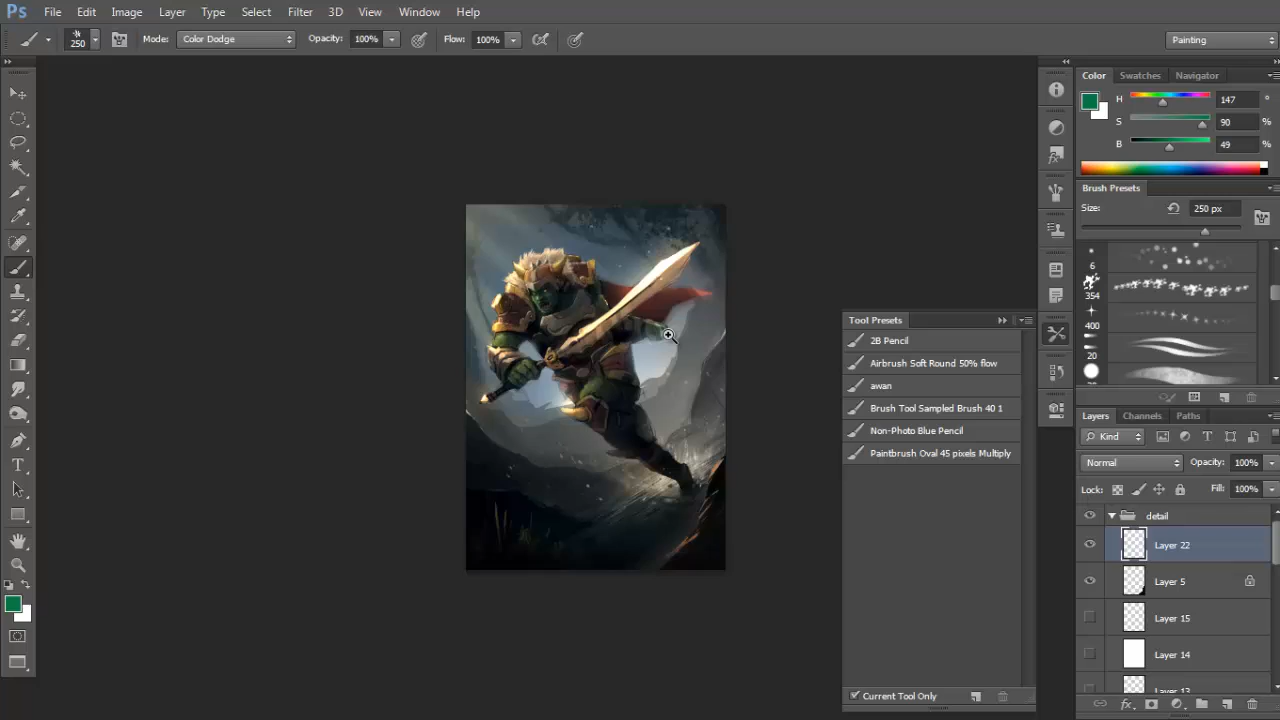 Ps File Edit Image Layer Type Select Filter 3D View Window Help
250 Mode: Color Dodge Opacity: 100% Flow: 100% Painting
Color Swatches Navigator
H 147 °
S 90 %
B 49 %
Brush Presets
Size: 250 px
6
354
400
20
Tool Presets
2B Pencil
Airbrush Soft Round 50% flow
awan
Brush Tool Sampled Brush 40 1
Non-Photo Blue Pencil
Paintbrush Oval 45 pixels Multiply
Current Tool Only
Layers Channels Paths
Kind
Normal Opacity: 100%
Lock: Fill: 100%
detail
Layer 22
Layer 5
Layer 15
Layer 14
Layer 13